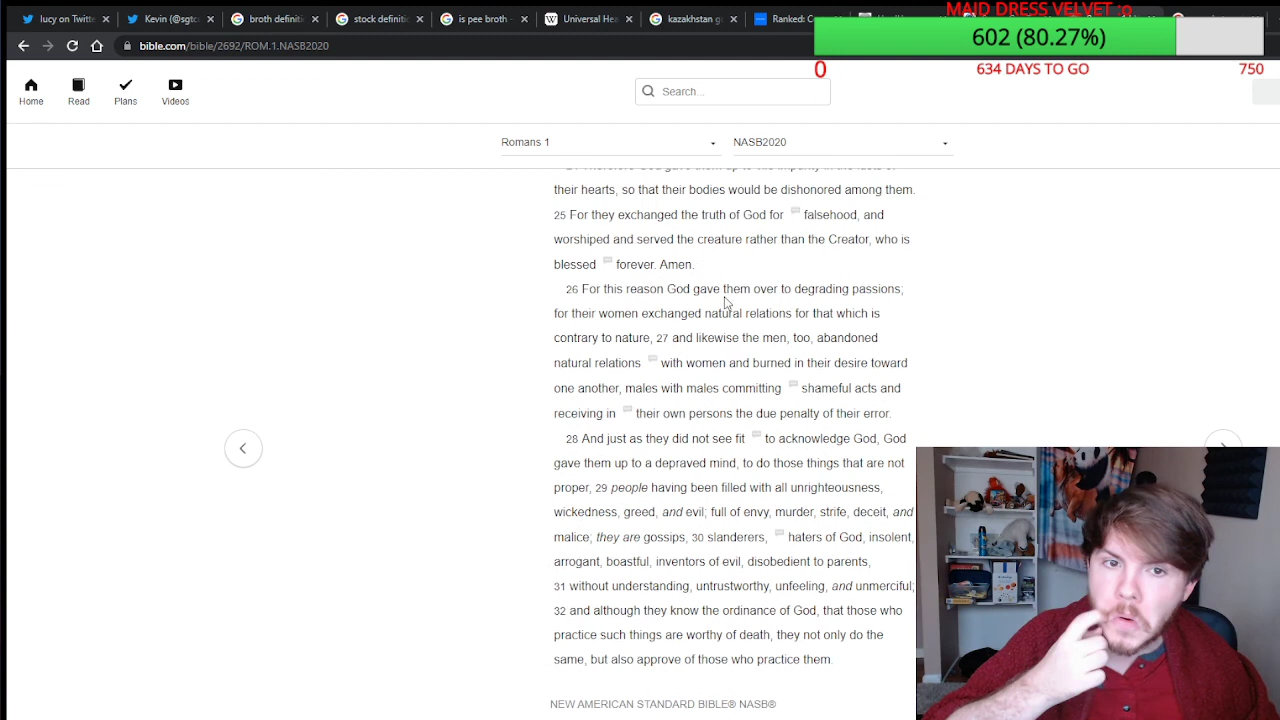 lucy on Twitte
Kevin (@sgtc
broth definiti
stock definitic
is pee broth -
Universal Hea
kazakhstan g
Ranked: Co
MAID DRESS VELVET :o
602 (80.27%)
0
634 DAYS TO GO
750
bible.com/bible/2692/ROM.1.NASB2020
Home
Read
Plans
Videos
Search...
Romans 1
NASB2020
their hearts, so that their bodies would be dishonored among them.
25 For they exchanged the truth of God for falsehood, and
worshiped and served the creature rather than the Creator, who is
blessed forever. Amen.
26 For this reason God gave them over to degrading passions;
for their women exchanged natural relations for that which is
contrary to nature, 27 and likewise the men, too, abandoned
natural relations with women and burned in their desire toward
one another, males with males committing shameful acts and
receiving in their own persons the due penalty of their error.
28 And just as they did not see fit to acknowledge God, God
gave them up to a depraved mind, to do those things that are not
proper, 29 people having been filled with all unrighteousness,
wickedness, greed, and evil; full of envy, murder, strife, deceit, and
malice; they are gossips, 30 slanderers, haters of God, insolent,
arrogant, boastful, inventors of evil, disobedient to parents,
31 without understanding, untrustworthy, unfeeling, and unmerciful;
32 and although they know the ordinance of God, that those who
practice such things are worthy of death, they not only do the
same, but also approve of those who practice them.
NEW AMERICAN STANDARD BIBLE® NASB®